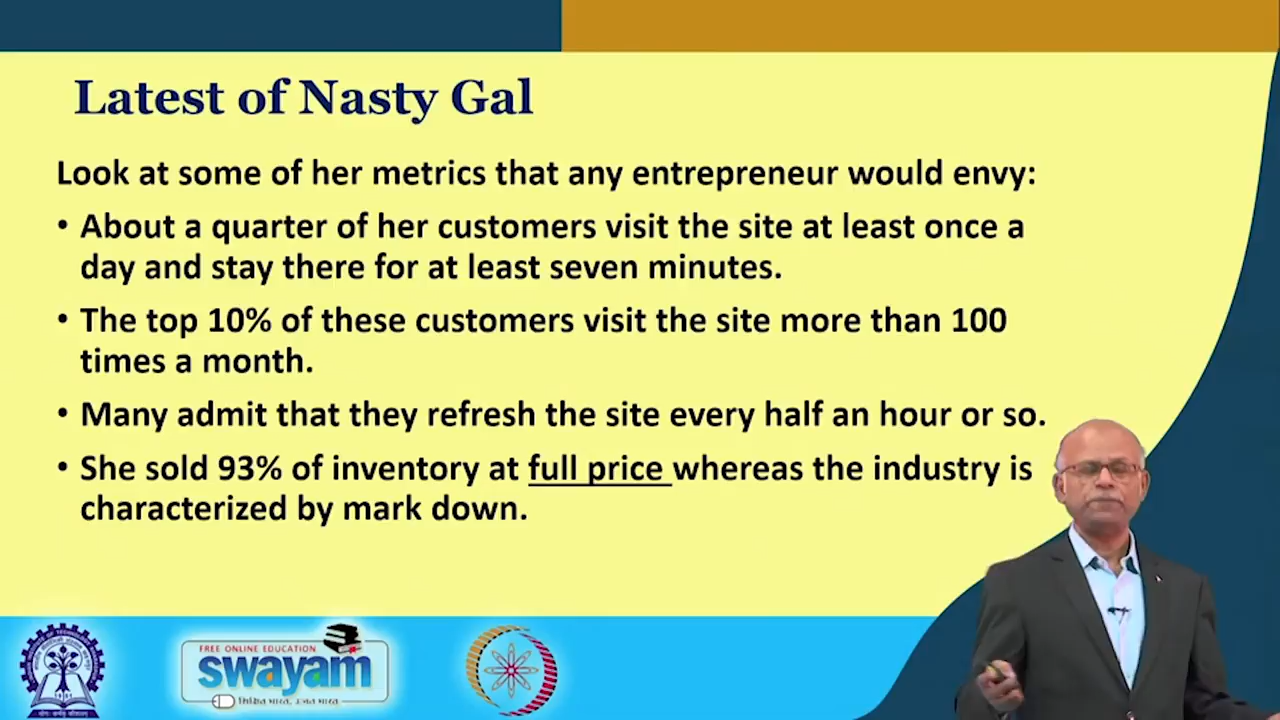 Latest of Nasty Gal
Look at some of her metrics that any entrepreneur would envy:
• About a quarter of her customers visit the site at least once a
day and stay there for at least seven minutes.
• The top 10% of these customers visit the site more than 100
times a month.
• Many admit that they refresh the site every half an hour or so.
• She sold 93% of inventory at full price whereas the industry is
characterized by mark down.
FREE ONLINE EDUCATION
swayam
शिक्षित भारत, उन्नत भारत